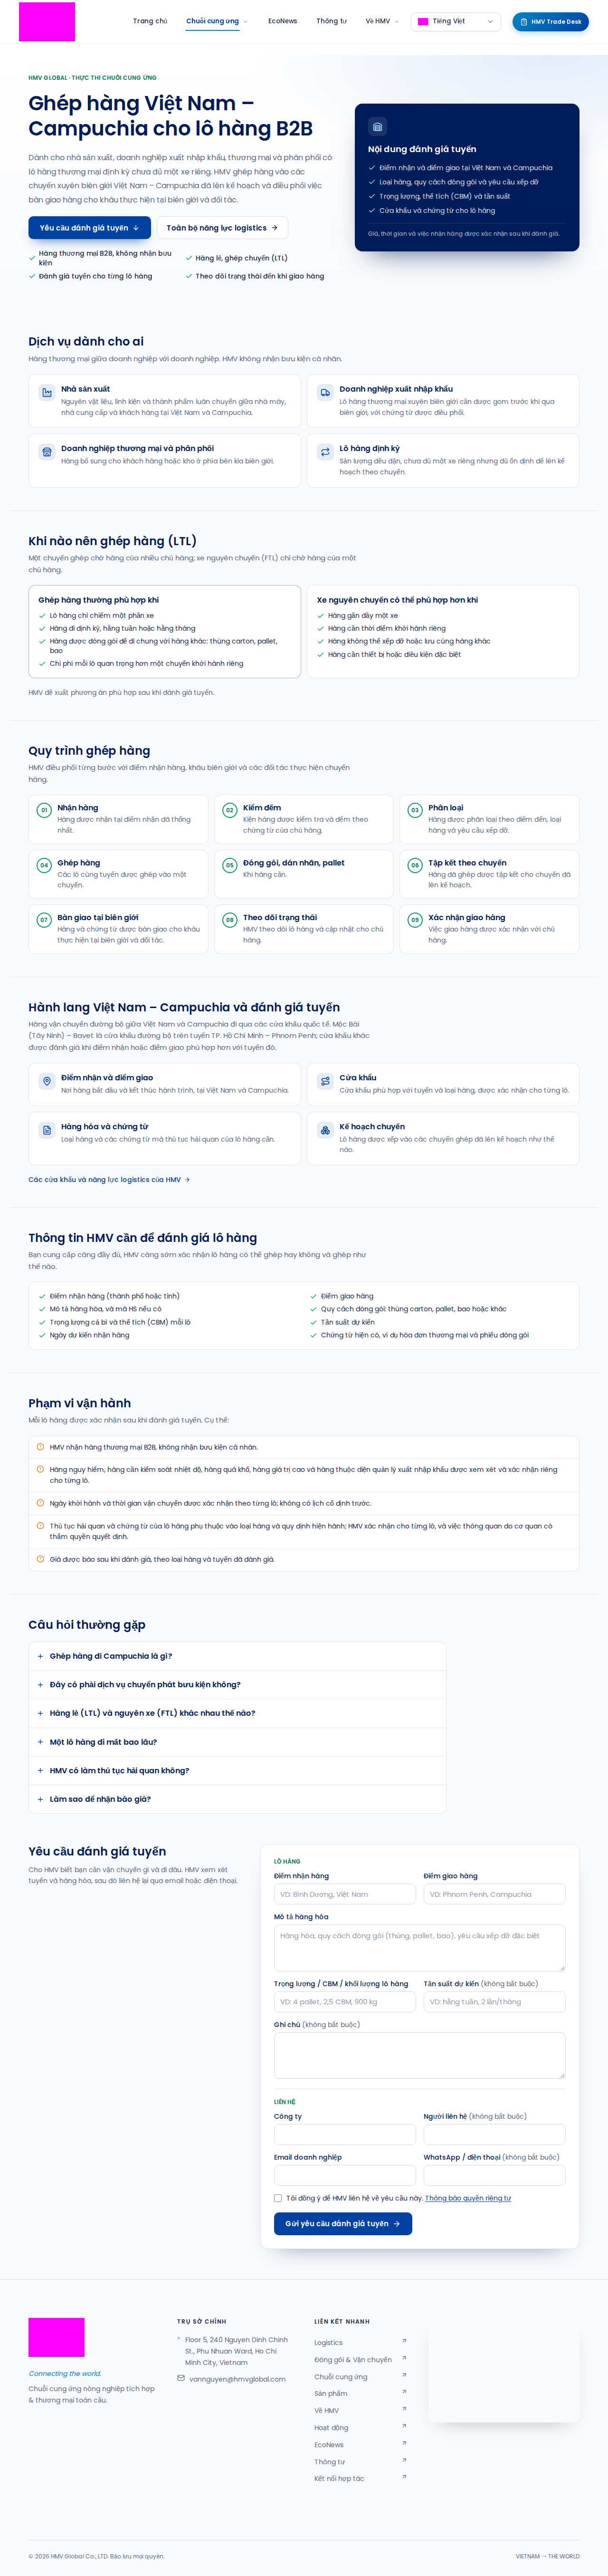 Trang chủ
Chuỗi cung ứng
EcoNews
Thông tư
Về HMV
Tiếng Việt
HMV Trade Desk
HMV GLOBAL · THỰC THI CHUỖI CUNG ỨNG
Ghép hàng Việt Nam –
Campuchia cho lô hàng B2B
Dành cho nhà sản xuất, doanh nghiệp xuất nhập khẩu, thương mại và phân phối có
lô hàng thương mại định kỳ chưa đủ một xe riêng. HMV ghép hàng vào các
chuyến xuyên biên giới Việt Nam – Campuchia đã lên kế hoạch và điều phối việc
bàn giao hàng cho khâu vận chuyển qua biên giới và đối tác.
Yêu cầu đánh giá tuyến
Toàn bộ năng lực logistics
Hàng thương mại B2B, không nhận bưu
kiện
Hàng lẻ, ghép chuyến (LTL)
Đánh giá tuyến cho từng lô hàng
Theo dõi trạng thái đến khi giao hàng
Nội dung đánh giá tuyến
Điểm nhận và điểm giao tại Việt Nam và Campuchia
Loại hàng, quy cách đóng gói và yêu cầu xếp dỡ
Trọng lượng, thể tích (CBM) và tần suất
Cửa khẩu và chứng từ cho lô hàng
Giá, thời gian và việc nhận hàng được xác nhận sau khi đánh giá.
Dịch vụ dành cho ai
Hàng thương mại giữa doanh nghiệp với doanh nghiệp. HMV không nhận bưu kiện cá nhân.
Nhà sản xuất
Nguyên vật liệu, linh kiện và thành phẩm luân chuyển giữa nhà máy,
nhà cung cấp và khách hàng tại Việt Nam và Campuchia.
Doanh nghiệp xuất nhập khẩu
Lô hàng thương mại xuyên biên giới cần được gom trước khi qua
biên giới, với chứng từ được điều phối.
Doanh nghiệp thương mại và phân phối
Hàng bổ sung cho khách hàng hoặc kho ở phía bên kia biên giới.
Lô hàng định kỳ
Sản lượng đều đặn, chưa đủ một xe riêng nhưng đủ ổn định để lên kế
hoạch theo chuyến.
Khi nào nên ghép hàng (LTL)
Một chuyến ghép chở hàng của nhiều chủ hàng; xe nguyên chuyến (FTL) chỉ chở hàng của một
chủ hàng.
Ghép hàng thường phù hợp khi
Lô hàng chỉ chiếm một phần xe
Hàng đi định kỳ, hằng tuần hoặc hằng tháng
Hàng được đóng gói để đi chung với hàng khác: thùng carton, pallet,
bao
Chi phí mỗi lô quan trọng hơn một chuyến khởi hành riêng
Xe nguyên chuyến có thể phù hợp hơn khi
Hàng gần đầy một xe
Hàng cần thời điểm khởi hành riêng
Hàng không thể xếp dỡ hoặc lưu cùng hàng khác
Hàng cần thiết bị hoặc điều kiện đặc biệt
HMV đề xuất phương án phù hợp sau khi đánh giá tuyến.
Quy trình ghép hàng
HMV điều phối từng bước với điểm nhận hàng, khâu biên giới và các đối tác thực hiện chuyến
hàng.
01
Nhận hàng
Hàng được nhận tại điểm nhận đã thống
nhất.
02
Kiểm đếm
Kiện hàng được kiểm tra và đếm theo
chứng từ của chủ hàng.
03
Phân loại
Hàng được phân loại theo điểm đến, loại
hàng và yêu cầu xếp dỡ.
04
Ghép hàng
Các lô cùng tuyến được ghép vào một
chuyến.
05
Đóng gói, dán nhãn, pallet
Khi hàng cần.
06
Tập kết theo chuyến
Hàng đã ghép được tập kết cho chuyến đã
lên kế hoạch.
07
Bàn giao tại biên giới
Hàng và chứng từ được bàn giao cho khâu
thực hiện tại biên giới và đối tác.
08
Theo dõi trạng thái
HMV theo dõi lô hàng và cập nhật cho chủ
hàng.
09
Xác nhận giao hàng
Việc giao hàng được xác nhận với chủ
hàng.
Hành lang Việt Nam – Campuchia và đánh giá tuyến
Hàng vận chuyển đường bộ giữa Việt Nam và Campuchia đi qua các cửa khẩu quốc tế. Mộc Bài
(Tây Ninh) – Bavet là cửa khẩu đường bộ trên tuyến TP. Hồ Chí Minh – Phnom Penh; cửa khẩu khác
được đánh giá khi điểm nhận hoặc điểm giao phù hợp hơn với tuyến đó.
Điểm nhận và điểm giao
Nơi hàng bắt đầu và kết thúc hành trình, tại Việt Nam và Campuchia.
Cửa khẩu
Cửa khẩu phù hợp với tuyến và loại hàng, được xác nhận cho từng lô.
Hàng hóa và chứng từ
Loại hàng và các chứng từ mà thủ tục hải quan của lô hàng cần.
Kế hoạch chuyến
Lô hàng được xếp vào các chuyến ghép đã lên kế hoạch như thế
nào.
Các cửa khẩu và năng lực logistics của HMV
Thông tin HMV cần để đánh giá lô hàng
Bạn cung cấp càng đầy đủ, HMV càng sớm xác nhận lô hàng có thể ghép hay không và ghép như
thế nào.
Điểm nhận hàng (thành phố hoặc tỉnh)
Điểm giao hàng
Mô tả hàng hóa, và mã HS nếu có
Quy cách đóng gói: thùng carton, pallet, bao hoặc khác
Trọng lượng cả bì và thể tích (CBM) mỗi lô
Tần suất dự kiến
Ngày dự kiến nhận hàng
Chứng từ hiện có, ví dụ hóa đơn thương mại và phiếu đóng gói
Phạm vi vận hành
Mỗi lô hàng được xác nhận sau khi đánh giá tuyến. Cụ thể:
HMV nhận hàng thương mại B2B, không nhận bưu kiện cá nhân.
Hàng nguy hiểm, hàng cần kiểm soát nhiệt độ, hàng quá khổ, hàng giá trị cao và hàng thuộc diện quản lý xuất nhập khẩu được xem xét và xác nhận riêng
cho từng lô.
Ngày khởi hành và thời gian vận chuyển được xác nhận theo từng lô; không có lịch cố định trước.
Thủ tục hải quan và chứng từ của lô hàng phụ thuộc vào loại hàng và quy định hiện hành; HMV xác nhận cho từng lô, và việc thông quan do cơ quan có
thẩm quyền quyết định.
Giá được báo sau khi đánh giá, theo loại hàng và tuyến đã đánh giá.
Câu hỏi thường gặp
Ghép hàng đi Campuchia là gì?
Đây có phải dịch vụ chuyển phát bưu kiện không?
Hàng lẻ (LTL) và nguyên xe (FTL) khác nhau thế nào?
Một lô hàng đi mất bao lâu?
HMV có làm thủ tục hải quan không?
Làm sao để nhận báo giá?
Yêu cầu đánh giá tuyến
Cho HMV biết bạn cần vận chuyển gì và đi đâu. HMV xem xét
tuyến và hàng hóa, sau đó liên hệ lại qua email hoặc điện thoại.
LÔ HÀNG
Điểm nhận hàng
Điểm giao hàng
VD: Bình Dương, Việt Nam
VD: Phnom Penh, Campuchia
Mô tả hàng hóa
Hàng hóa, quy cách đóng gói (thùng, pallet, bao), yêu cầu xếp dỡ đặc biệt
Trọng lượng / CBM / khối lượng lô hàng
Tần suất dự kiến (không bắt buộc)
VD: 4 pallet, 2,5 CBM, 900 kg
VD: hằng tuần, 2 lần/tháng
Ghi chú (không bắt buộc)
LIÊN HỆ
Công ty
Người liên hệ (không bắt buộc)
Email doanh nghiệp
WhatsApp / điện thoại (không bắt buộc)
Tôi đồng ý để HMV liên hệ về yêu cầu này. Thông báo quyền riêng tư
Gửi yêu cầu đánh giá tuyến
Connecting the world.
Chuỗi cung ứng nông nghiệp tích hợp
& thương mại toàn cầu.
TRỤ SỞ CHÍNH
Floor 5, 240 Nguyen Dinh Chinh
St., Phu Nhuan Ward, Ho Chi
Minh City, Vietnam
vannguyen@hmvglobal.com
LIÊN KẾT NHANH
Logistics
Đóng gói & Vận chuyển
Chuỗi cung ứng
Sản phẩm
Về HMV
Hoạt động
EcoNews
Thông tư
Kết nối hợp tác
© 2026 HMV Global Co., LTD. Bảo lưu mọi quyền.
VIETNAM → THE WORLD